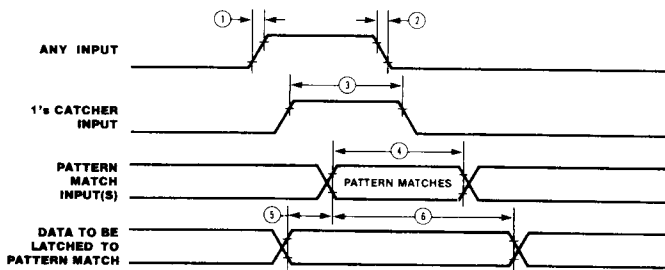 1
2
ANY INPUT
3
1's CATCHER
INPUT
4
PATTERN
MATCH
INPUT(S)
PATTERN MATCHES
5
6
DATA TO BE
LATCHED TO
PATTERN MATCH